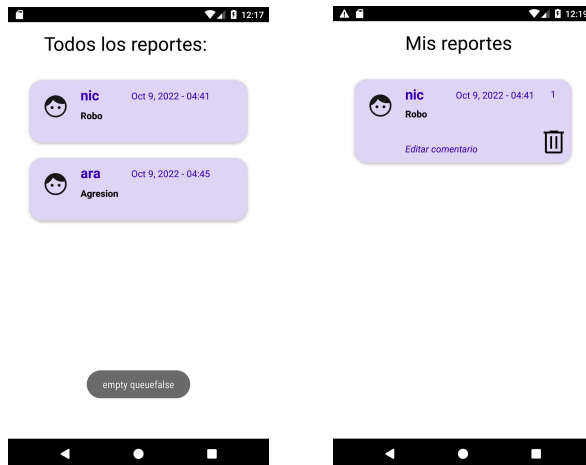 12:17
Todos los reportes:
nic
Oct 9, 2022 - 04:41
Robo
ara
Oct 9, 2022 - 04:45
Agresion
empty queuefalse
12:19
Mis reportes
nic
Oct 9, 2022 - 04:41
1
Robo
Editar comentario